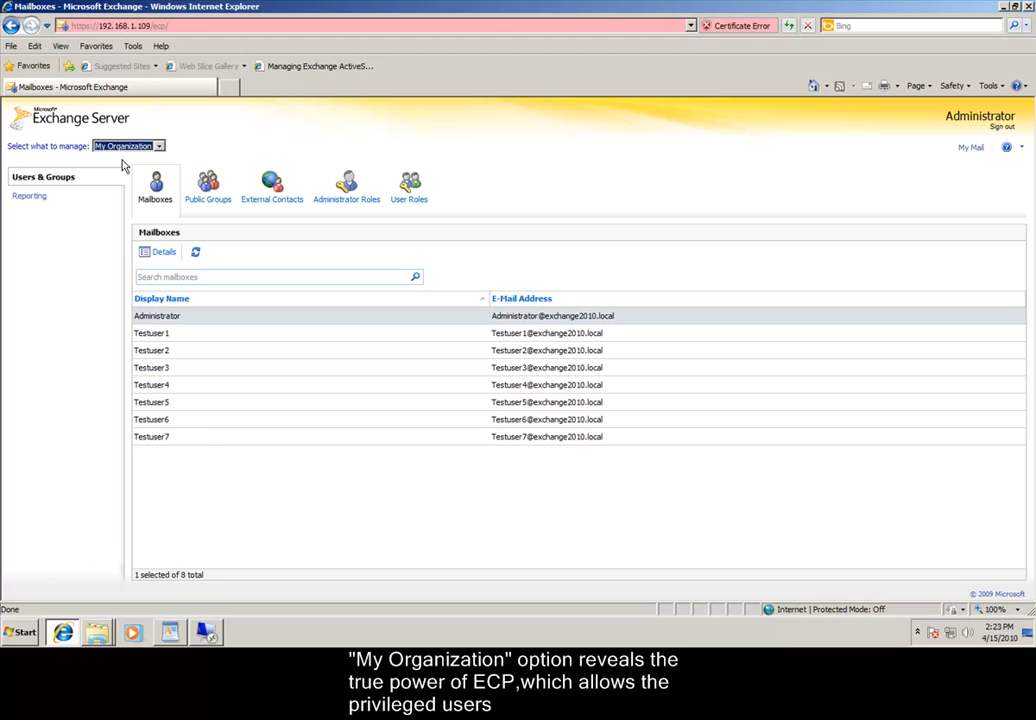 Mailboxes - Microsoft Exchange - Windows Internet Explorer
https://192.168.1.109/ecp/
Certificate Error
Bing
File Edit View Favorites Tools Help
Favorites Suggested Sites Web Slice Gallery Managing Exchange ActiveS...
Mailboxes - Microsoft Exchange
Page Safety Tools
Microsoft
Exchange Server
Administrator
Sign out
Select what to manage: My Organization
My Mail
Users & Groups
Reporting
Mailboxes Public Groups External Contacts Administrator Roles User Roles
Mailboxes
Details
Search mailboxes
Display Name E-Mail Address
Administrator Administrator@exchange2010.local
Testuser1 Testuser1@exchange2010.local
Testuser2 Testuser2@exchange2010.local
Testuser3 Testuser3@exchange2010.local
Testuser4 Testuser4@exchange2010.local
Testuser5 Testuser5@exchange2010.local
Testuser6 Testuser6@exchange2010.local
Testuser7 Testuser7@exchange2010.local
1 selected of 8 total
© 2009 Microsoft
Done
Internet | Protected Mode: Off
100%
Start
2:23 PM
4/15/2010
"My Organization" option reveals the
true power of ECP,which allows the
privileged users